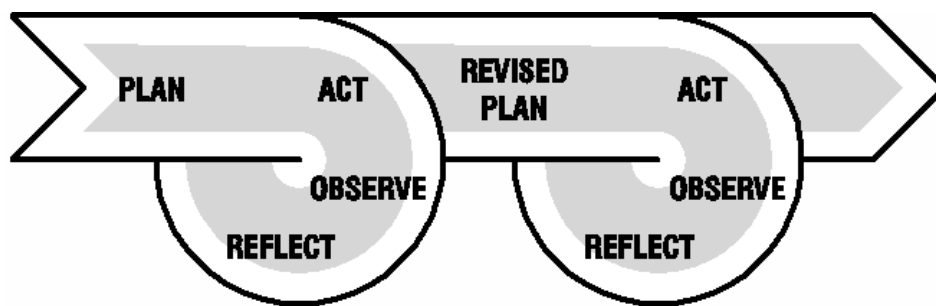 PLAN
ACT
OBSERVE
REFLECT
REVISED
PLAN
ACT
OBSERVE
REFLECT